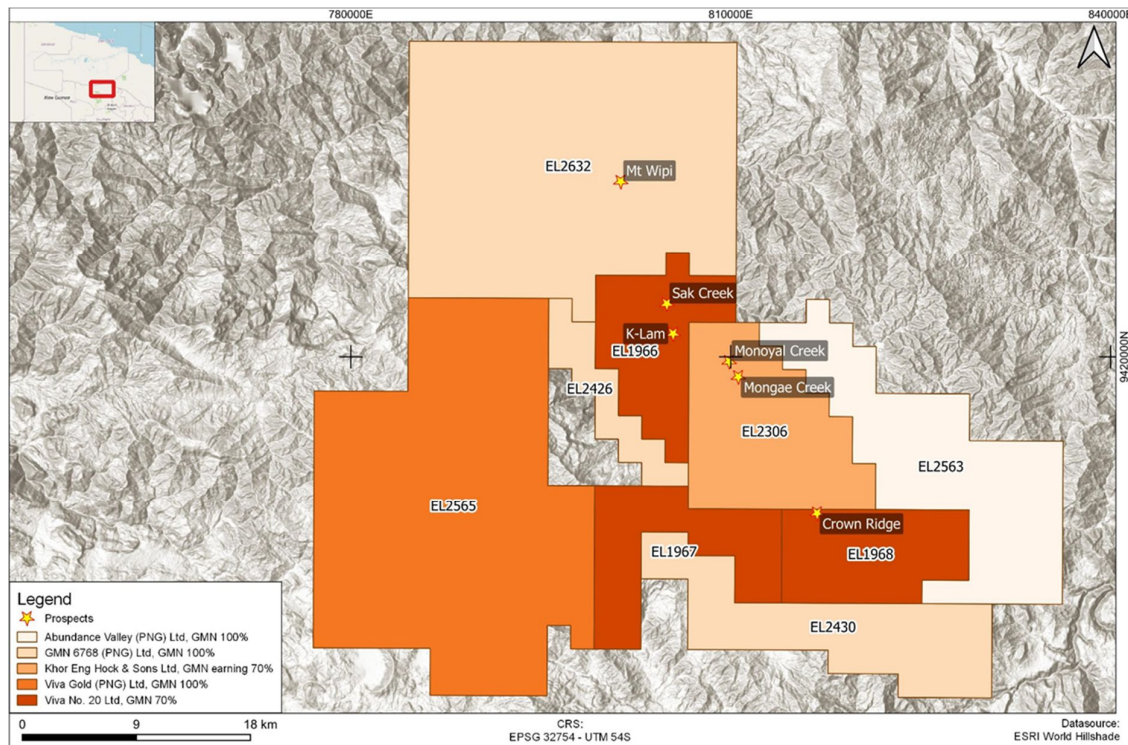 780000E
810000E
840000E
New Guinea
EL2632
Mt Wipi
Sak Creek
K-Lam
EL1966
Monoyal Creek
9420000N
EL2426
Mongae Creek
EL2306
EL2563
EL2565
Crown Ridge
EL1967
EL1968
EL2430
Legend
Prospects
Abundance Valley (PNG) Ltd, GMN 100%
GMN 6768 (PNG) Ltd, GMN 100%
Khor Eng Hock & Sons Ltd, GMN earning 70%
Viva Gold (PNG) Ltd, GMN 100%
Viva No. 20 Ltd, GMN 70%
0 9 18 km
CRS:
EPSG 32754 - UTM 54S
Datasource:
ESRI World Hillshade